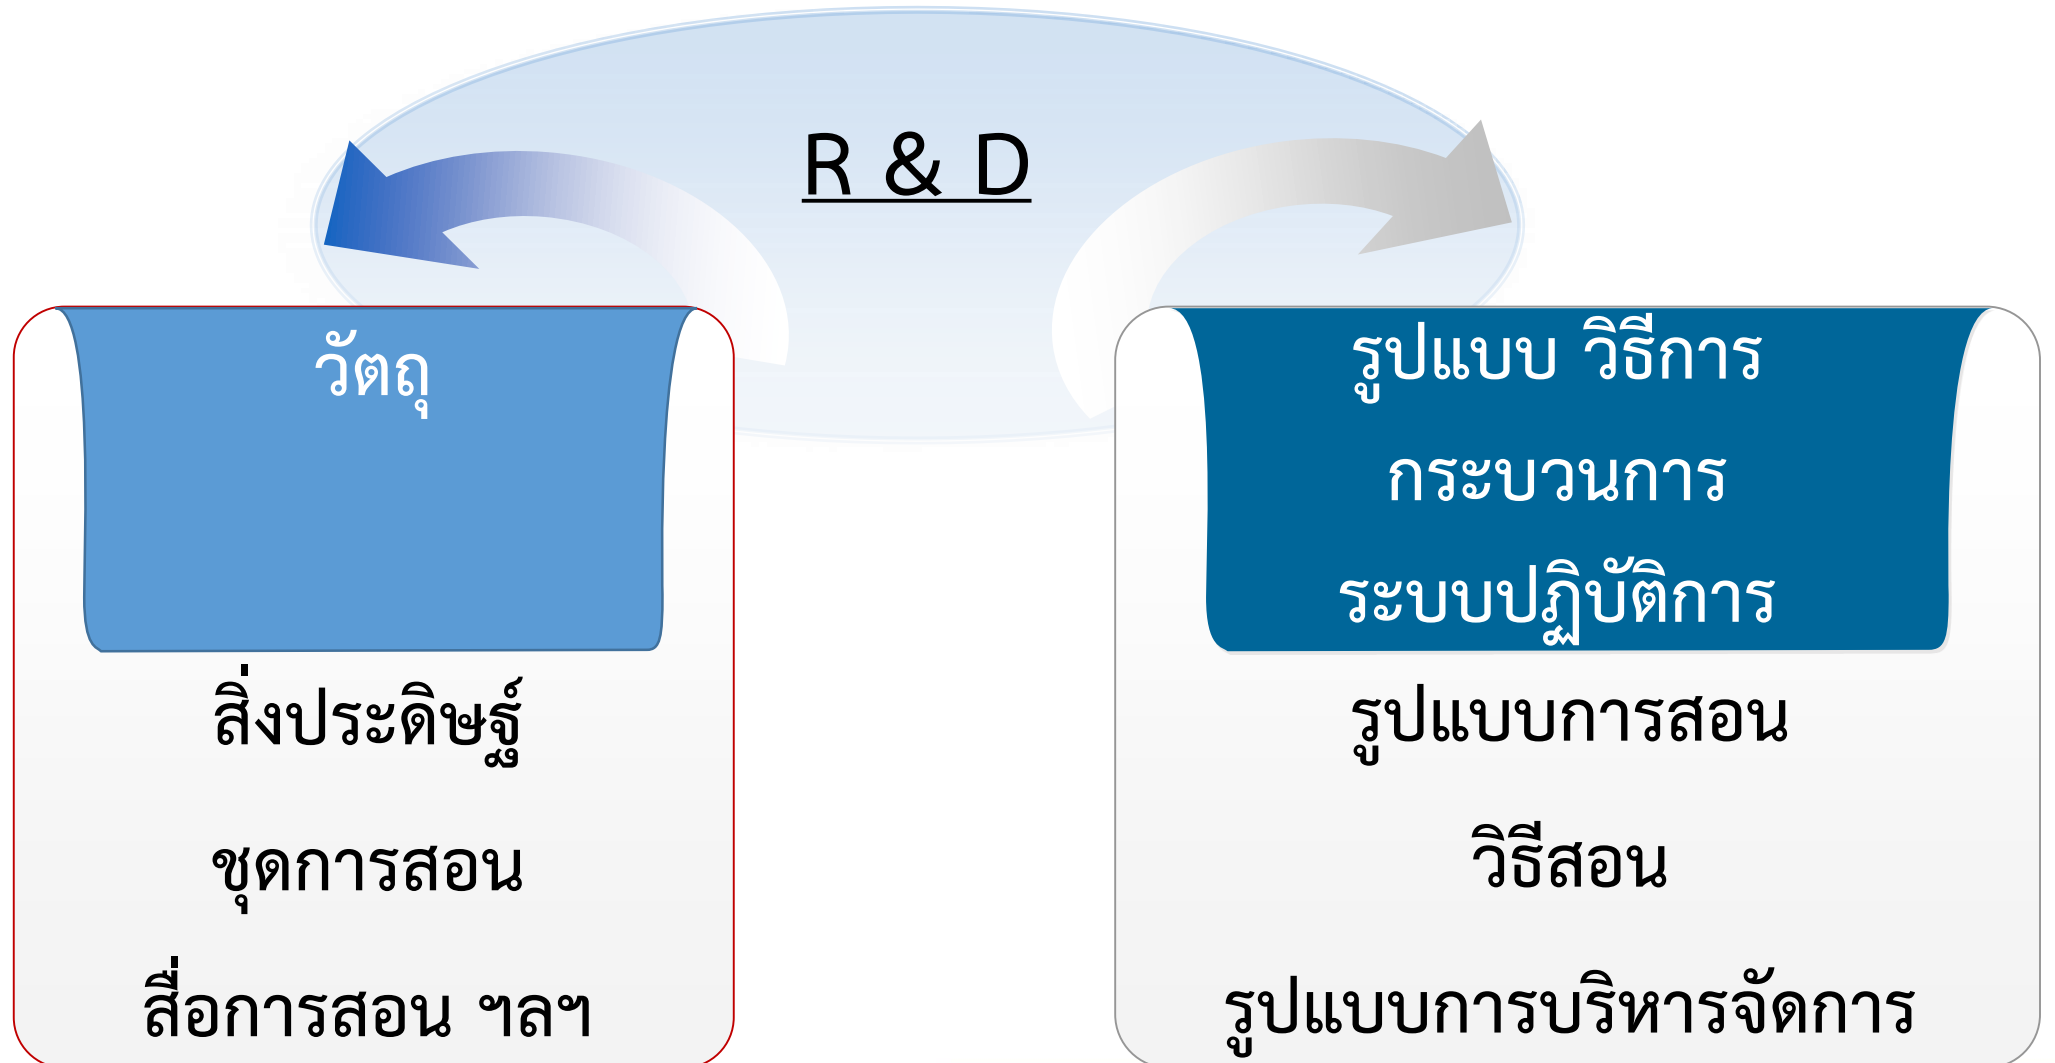 R & D
วัตถุ
สิ่งประดิษฐ์
ชุดการสอน
สื่อการสอน ฯลฯ
รูปแบบ วิธีการ
กระบวนการ
ระบบปฏิบัติการ
รูปแบบการสอน
วิธีสอน
รูปแบบการบริหารจัดการ